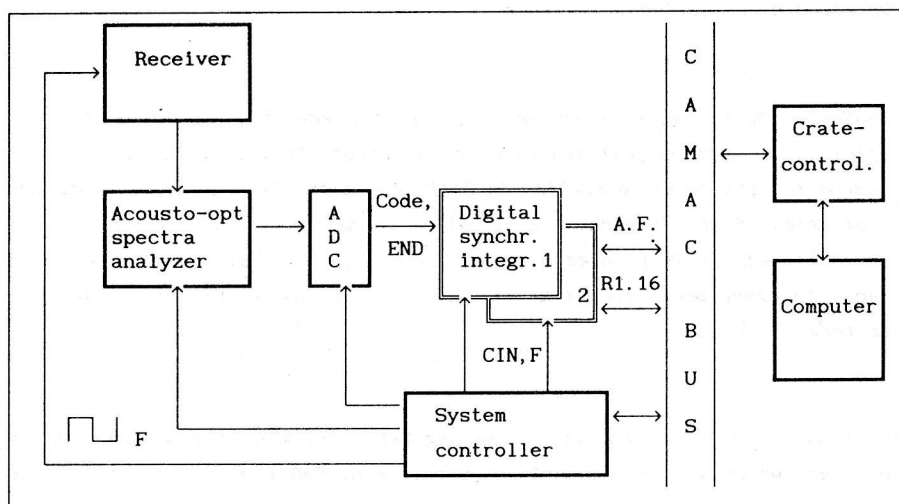 Receiver
Acousto-opt
spectra
analyzer
A
D
C
Code,
END
Digital
synchr.
integr.1
2
A.F.
R1.16
CIN,F
System
controller
F
C
A
M
A
C
B
U
S
Crate-
control.
Computer